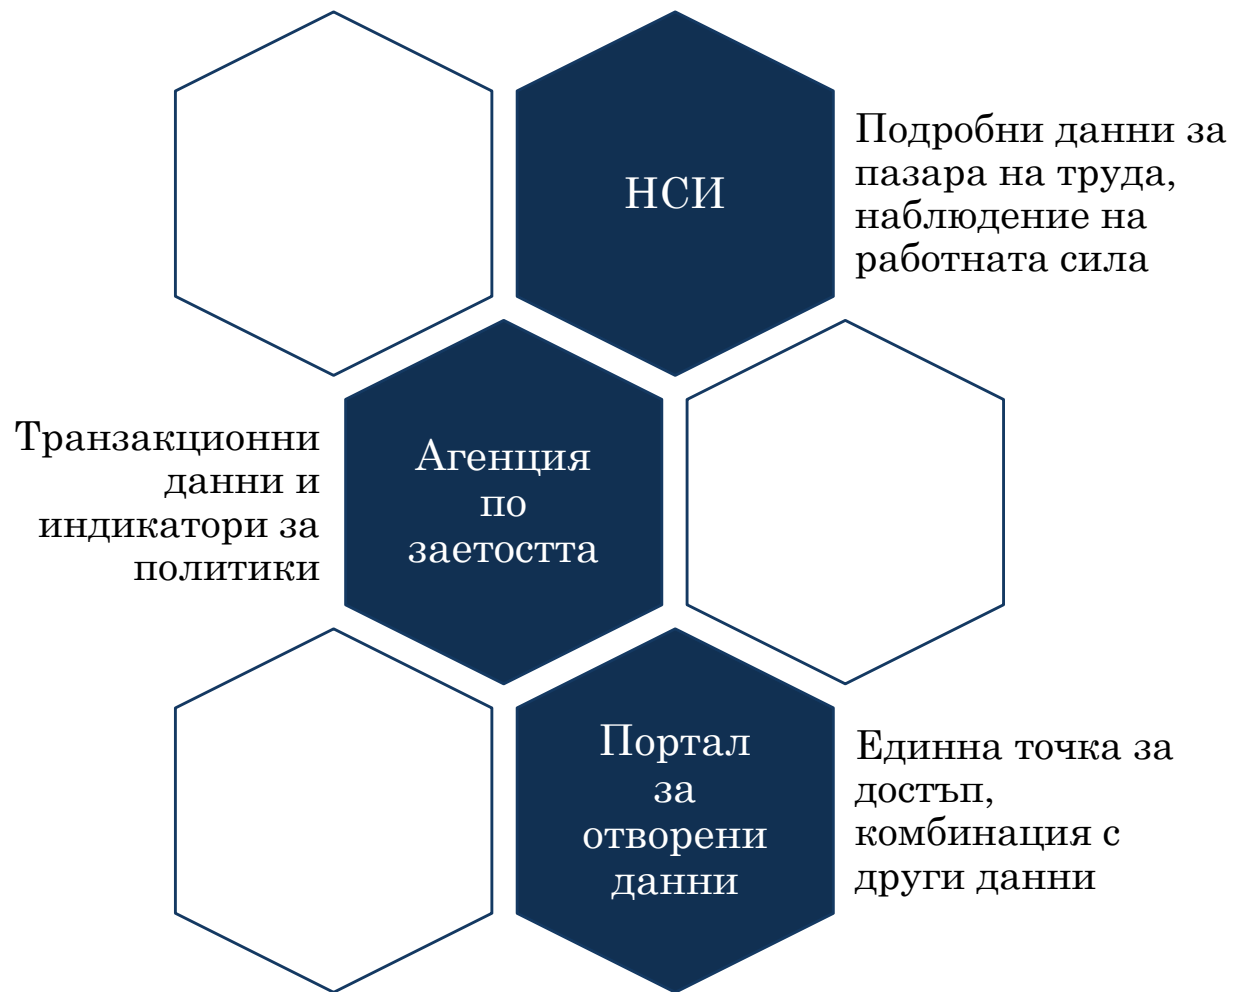 НСИ
Подробни данни за
пазара на труда,
наблюдение на
работната сила
Транзакционни
данни и
индикатори за
политики
Агенция
по
заетостта
Портал
за
отворени
данни
Единна точка за
достъп,
комбинация с
други данни